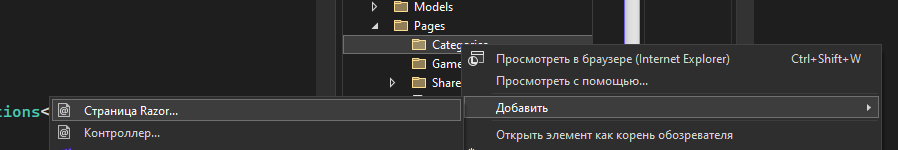 Models
Pages
Categories
Game
Share
Просмотреть в браузере (Internet Explorer) Ctrl+Shift+W
Просмотреть с помощью...
Добавить
Открыть элемент как корень обозревателя
tions<
Страница Razor...
Контроллер...